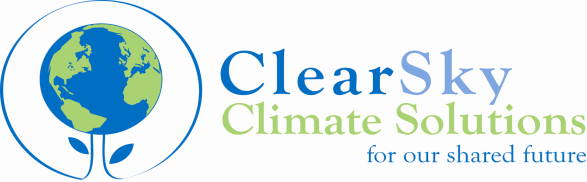 ClearSky
Climate Solutions
for our shared future